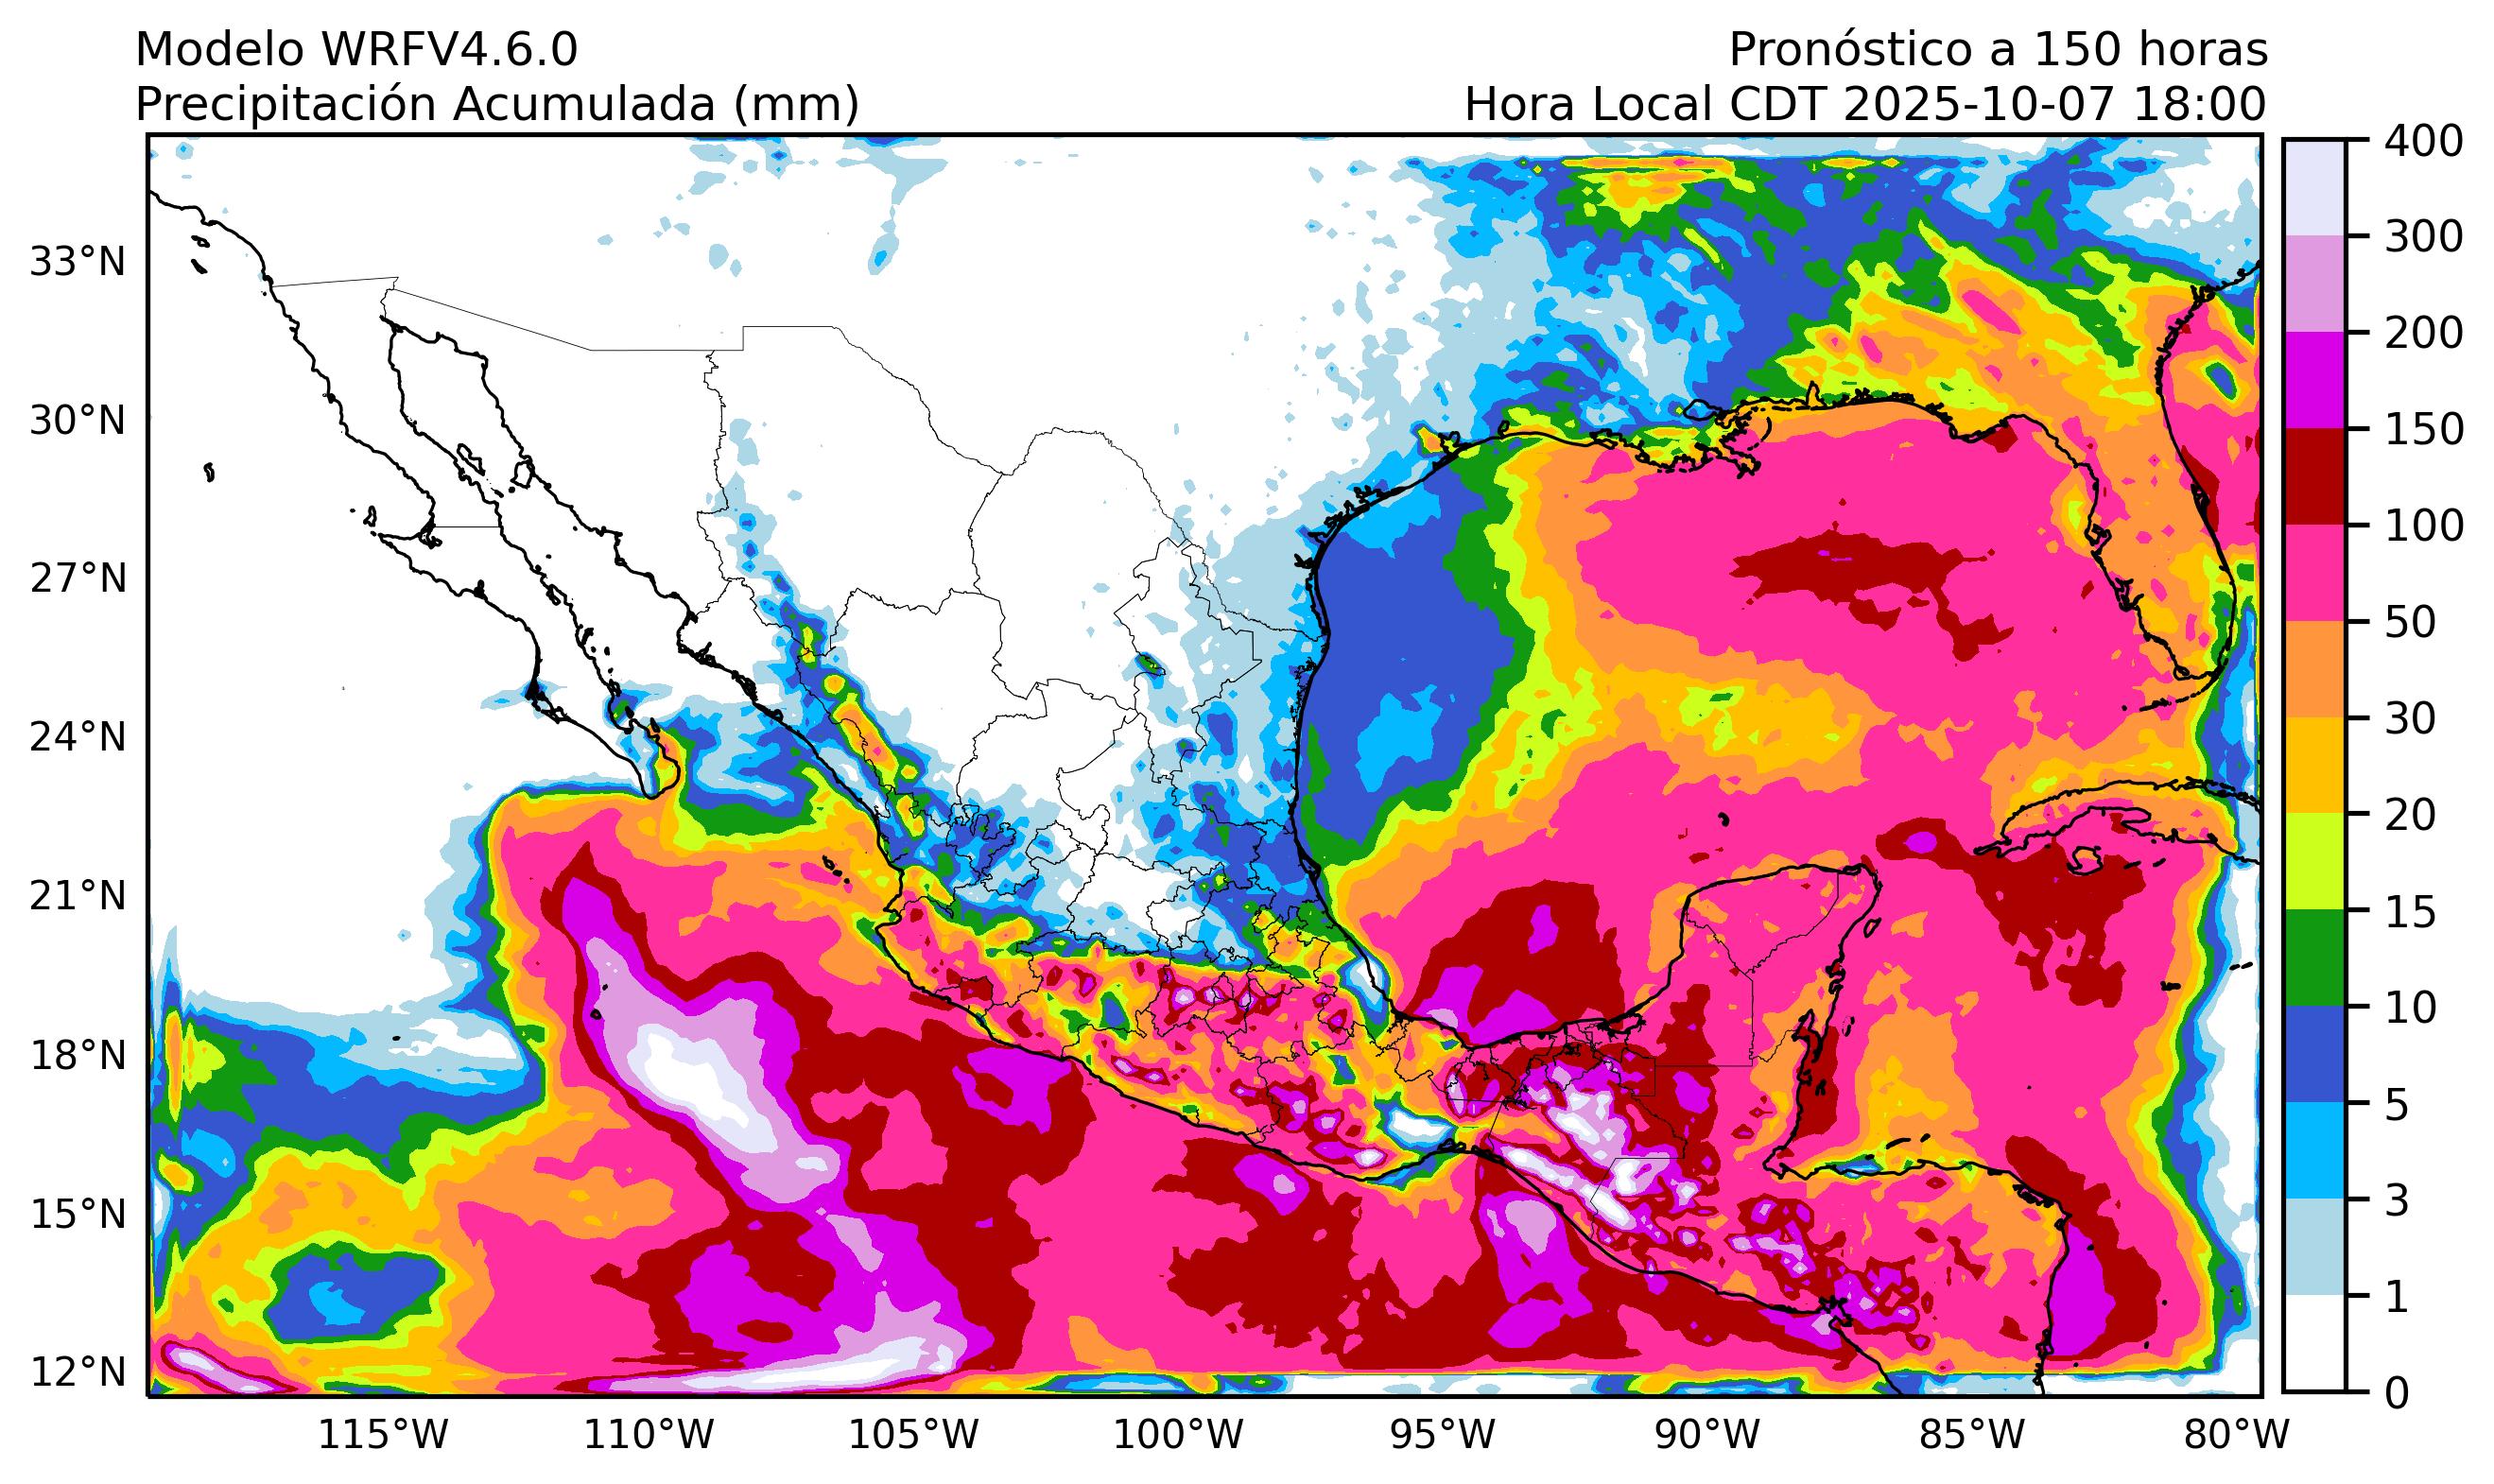 Modelo WRFV4.6.0
Precipitación Acumulada (mm)
Pronóstico a 150 horas
Hora Local CDT 2025-10-07 18:00
33°N
30°N
27°N
24°N
21°N
18°N
15°N
12°N
115°W
110°W
105°W
100°W
95°W
90°W
85°W
80°W
400
300
200
150
100
50
30
20
15
10
5
3
1
0